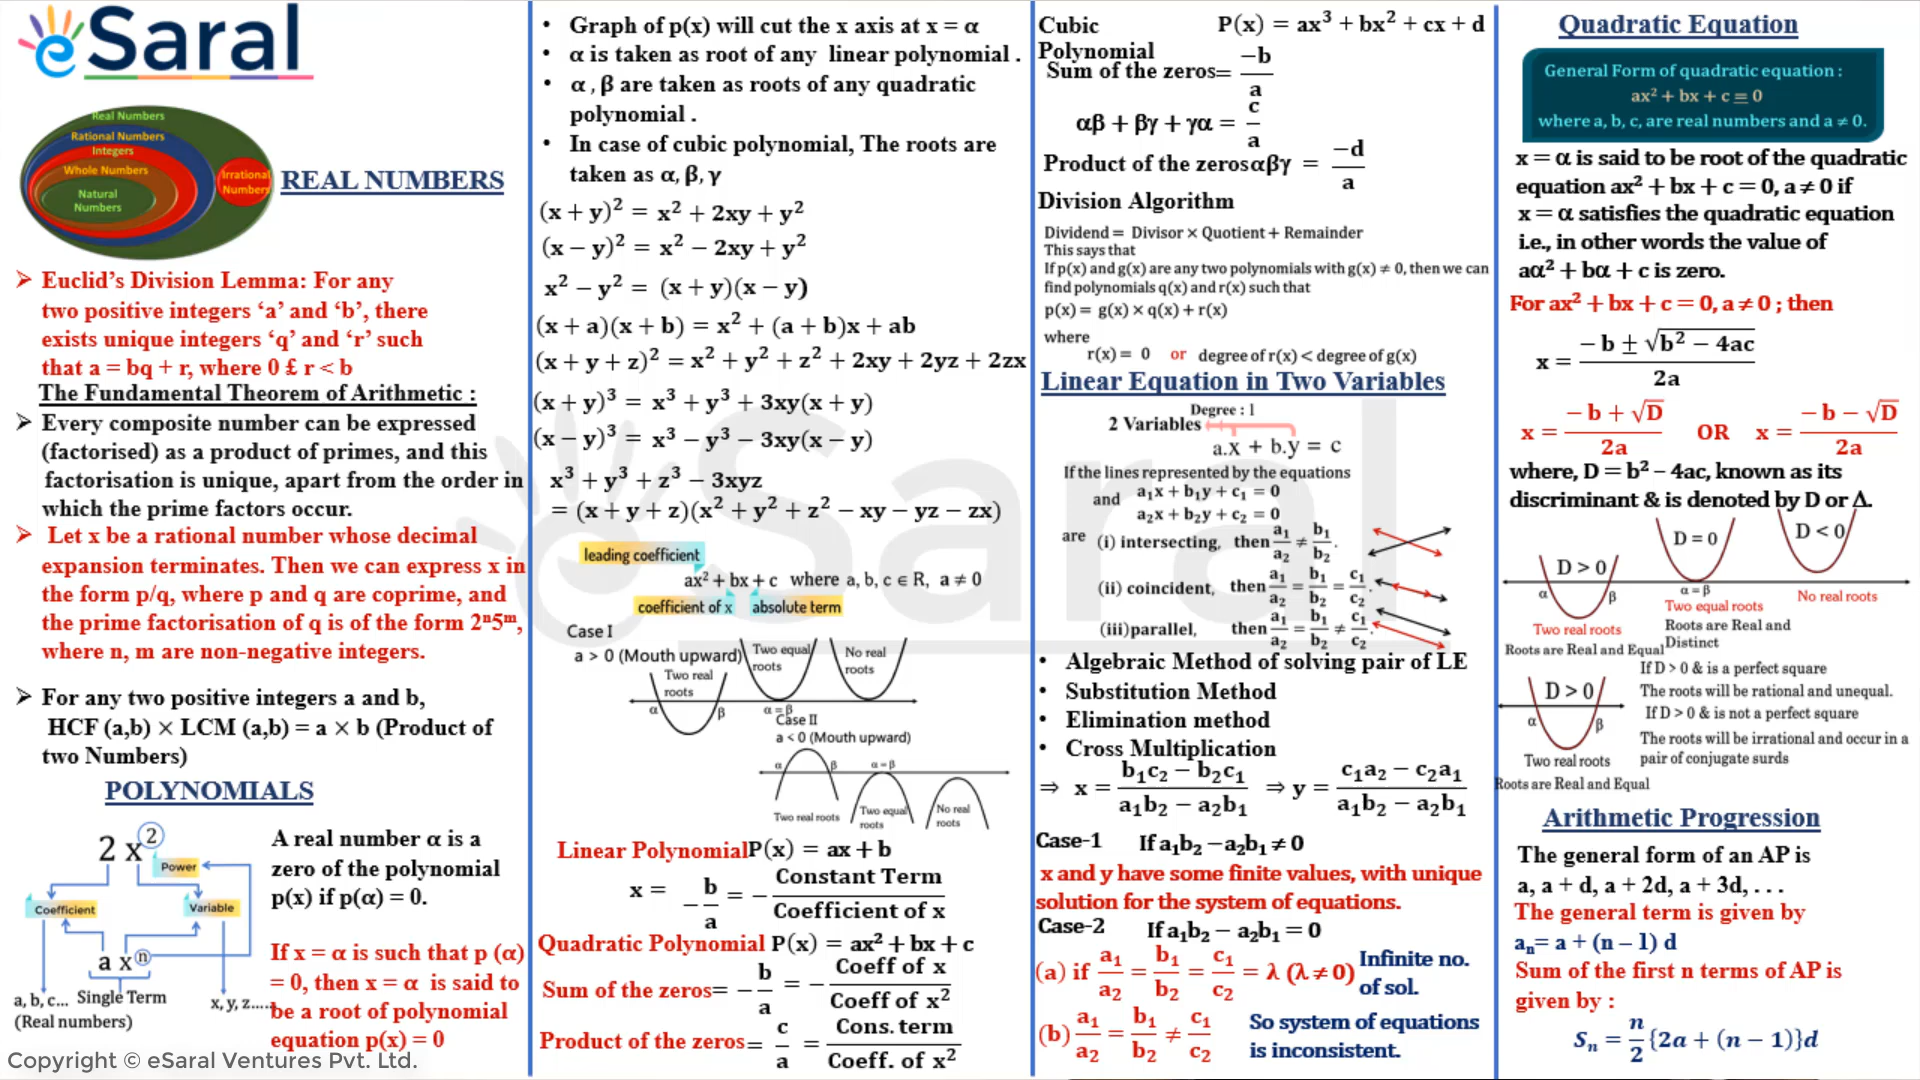 eSaral
Real Numbers
Rational Numbers
Integers
Whole Numbers
Natural
Numbers
Irrational
Numbers
REAL NUMBERS
➢ Euclid’s Division Lemma: For any
two positive integers ‘a’ and ‘b’, there
exists unique integers ‘q’ and ‘r’ such
that a = bq + r, where 0 £ r < b
The Fundamental Theorem of Arithmetic :
➢ Every composite number can be expressed
(factorised) as a product of primes, and this
factorisation is unique, apart from the order in
which the prime factors occur.
➢ Let x be a rational number whose decimal
expansion terminates. Then we can express x in
the form p/q, where p and q are coprime, and
the prime factorisation of q is of the form 2ⁿ5ᵐ,
where n, m are non-negative integers.
➢ For any two positive integers a and b,
HCF (a,b) × LCM (a,b) = a × b (Product of
two Numbers)
POLYNOMIALS
2 x²
Power
Coefficient
Variable
a xⁿ
a, b, c... Single Term
x, y, z.....
(Real numbers)
A real number α is a
zero of the polynomial
p(x) if p(α) = 0.
If x = α is such that p (α)
= 0, then x = α is said to
be a root of polynomial
equation p(x) = 0
Copyright © eSaral Ventures Pvt. Ltd.
• Graph of p(x) will cut the x axis at x = α
• α is taken as root of any linear polynomial .
• α , β are taken as roots of any quadratic
polynomial .
• In case of cubic polynomial, The roots are
taken as α, β, γ
(x + y)² = x² + 2xy + y²
(x − y)² = x² − 2xy + y²
x² − y² = (x + y)(x − y)
(x + a)(x + b) = x² + (a + b)x + ab
(x + y + z)² = x² + y² + z² + 2xy + 2yz + 2zx
(x + y)³ = x³ + y³ + 3xy(x + y)
(x − y)³ = x³ − y³ − 3xy(x − y)
x³ + y³ + z³ − 3xyz
= (x + y + z)(x² + y² + z² − xy − yz − zx)
leading coefficient
ax² + bx + c where a, b, c ∈ R, a ≠ 0
coefficient of x absolute term
Case I
a > 0 (Mouth upward)
Two real
roots
α β
Two equal
roots
α = β
No real
roots
Case II
a < 0 (Mouth upward)
α β
Two real roots
α = β
Two equal
roots
No real
roots
Linear Polynomial P(x) = ax + b
x = − b/a = − Constant Term / Coefficient of x
Quadratic Polynomial P(x) = ax² + bx + c
Sum of the zeros= − b/a = − Coeff of x / Coeff of x²
Product of the zeros= c/a = Cons. term / Coeff. of x²
Cubic P(x) = ax³ + bx² + cx + d
Polynomial
Sum of the zeros= −b/a
αβ + βγ + γα = c/a
Product of the zerosαβγ = −d/a
Division Algorithm
Dividend = Divisor × Quotient + Remainder
This says that
If p(x) and g(x) are any two polynomials with g(x) ≠ 0, then we can
find polynomials q(x) and r(x) such that
p(x) = g(x) × q(x) + r(x)
where
r(x) = 0 or degree of r(x) < degree of g(x)
Linear Equation in Two Variables
Degree : 1
2 Variables
a.x + b.y = c
If the lines represented by the equations
a₁x + b₁y + c₁ = 0
and
a₂x + b₂y + c₂ = 0
are (i) intersecting, then a₁/a₂ ≠ b₁/b₂.
(ii) coincident, then a₁/a₂ = b₁/b₂ = c₁/c₂.
(iii)parallel, then a₁/a₂ = b₁/b₂ ≠ c₁/c₂.
• Algebraic Method of solving pair of LE
• Substitution Method
• Elimination method
• Cross Multiplication
⇒ x = b₁c₂ − b₂c₁ / a₁b₂ − a₂b₁ ⇒ y = c₁a₂ − c₂a₁ / a₁b₂ − a₂b₁
Case-1 If a₁b₂ – a₂b₁ ≠ 0
x and y have some finite values, with unique
solution for the system of equations.
Case-2 If a₁b₂ – a₂b₁ = 0
(a) if a₁/a₂ = b₁/b₂ = c₁/c₂ = λ (λ ≠ 0) Infinite no.
of sol.
(b) a₁/a₂ = b₁/b₂ ≠ c₁/c₂ So system of equations
is inconsistent.
Quadratic Equation
General Form of quadratic equation :
ax² + bx + c = 0
where a, b, c, are real numbers and a ≠ 0.
x = α is said to be root of the quadratic
equation ax² + bx + c = 0, a ≠ 0 if
x = α satisfies the quadratic equation
i.e., in other words the value of
aα² + bα + c is zero.
For ax² + bx + c = 0, a ≠ 0 ; then
x = − b ± √b² − 4ac / 2a
x = − b + √D / 2a OR x = − b − √D / 2a
where, D = b² – 4ac, known as its
discriminant & is denoted by D or Δ.
D > 0
α β
Two real roots
Roots are Real and Equal
D = 0
α = β
Two equal roots
Roots are Real and
Distinct
D < 0
No real roots
D > 0
α β
Two real roots
Roots are Real and Equal
If D > 0 & is a perfect square
The roots will be rational and unequal.
If D > 0 & is not a perfect square
The roots will be irrational and occur in a
pair of conjugate surds
Arithmetic Progression
The general form of an AP is
a, a + d, a + 2d, a + 3d, . . .
The general term is given by
aₙ= a + (n – 1) d
Sum of the first n terms of AP is
given by :
Sₙ = n/2 {2a + (n − 1)}d